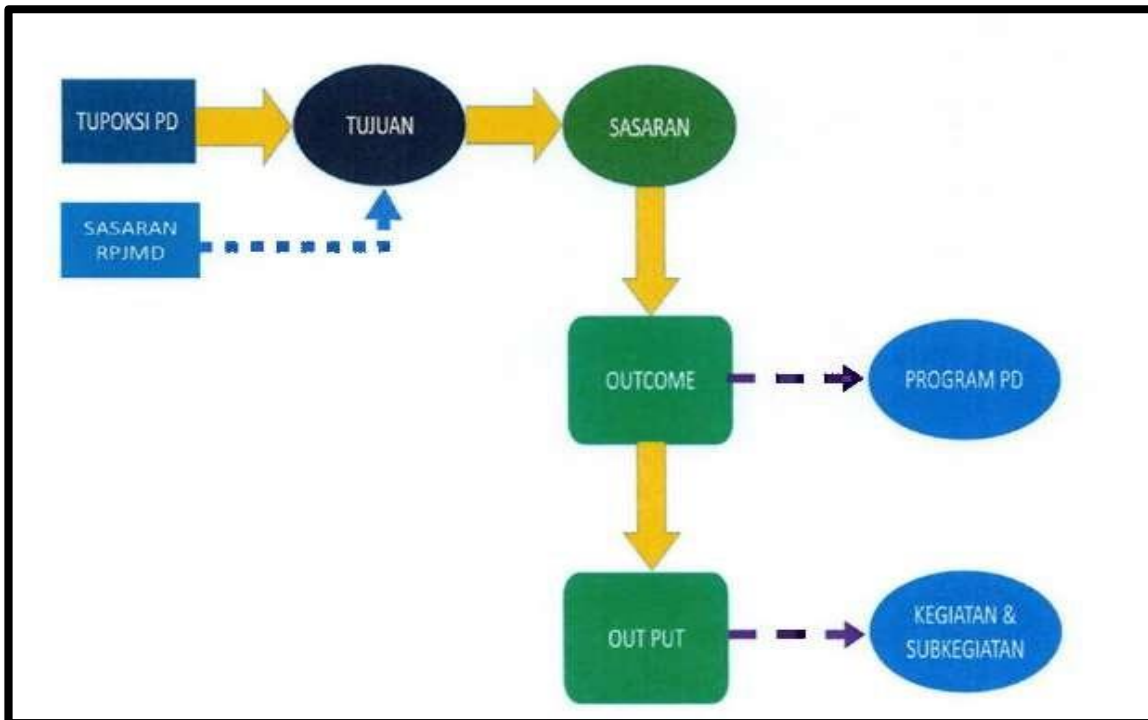 TUPOKSI PD
TUJUAN
SASARAN
SASARAN
RPJMD
OUTCOME
PROGRAM PD
OUT PUT
KEGIATAN &
SUBKEGIATAN